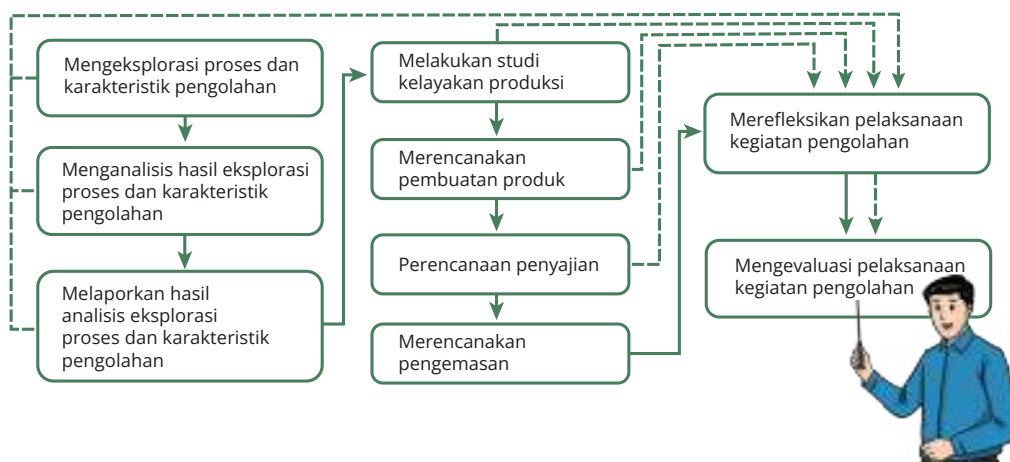 Mengeksplorasi proses dan
karakteristik pengolahan
Menganalisis hasil eksplorasi
proses dan karakteristik
pengolahan
Melaporkan hasil
analisis eksplorasi
proses dan karakteristik
pengolahan
Melakukan studi
kelayakan produksi
Merencanakan
pembuatan produk
Perencanaan penyajian
Merencanakan
pengemasan
Merefleksikan pelaksanaan
kegiatan pengolahan
Mengevaluasi pelaksanaan
kegiatan pengolahan